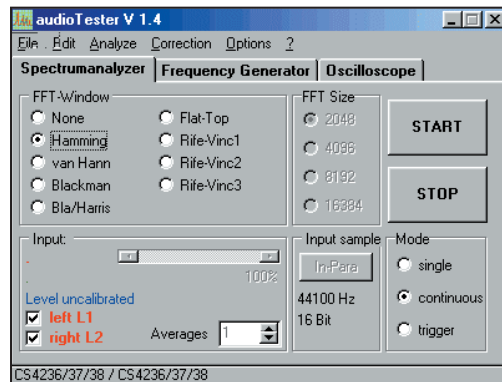 audioTester V 1.4
File Edit Analyze Correction Options ?
Spectrumanalyzer Frequency Generator Oscilloscope
FFT-Window
None
Hamming
van Hann
Blackman
Bla/Harris
Flat-Top
Rife-Vinc1
Rife-Vinc2
Rife-Vinc3
FFT Size
2048
4096
8192
16384
START
STOP
Input:
100%
Level uncalibrated
left L1
right L2
Averages 1
Input sample
In-Para
44100 Hz
16 Bit
Mode
single
continuous
trigger
CS4236/37/38 / CS4236/37/38